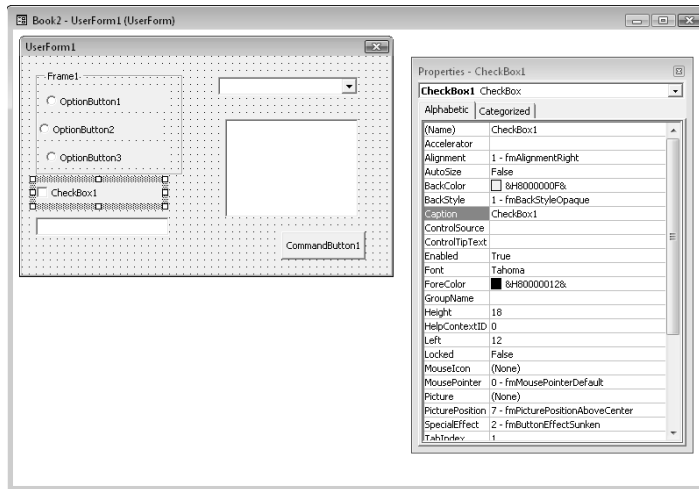 Book2 - UserForm1 (UserForm)
UserForm1
Frame1
OptionButton1
OptionButton2
OptionButton3
CheckBox1
CommandButton1
Properties - CheckBox1
CheckBox1 CheckBox
Alphabetic Categorized
(Name) CheckBox1
Accelerator
Alignment 1 - fmAlignmentRight
AutoSize False
BackColor &H8000000F&
BackStyle 1 - fmBackStyleOpaque
Caption CheckBox1
ControlSource
ControlTipText
Enabled True
Font Tahoma
ForeColor &H80000012&
GroupName
Height 18
HelpContextID 0
Left 12
Locked False
MouseIcon (None)
MousePointer 0 - fmMousePointerDefault
Picture (None)
PicturePosition 7 - fmPicturePositionAboveCenter
SpecialEffect 2 - fmButtonEffectSunken
TabIndex 1